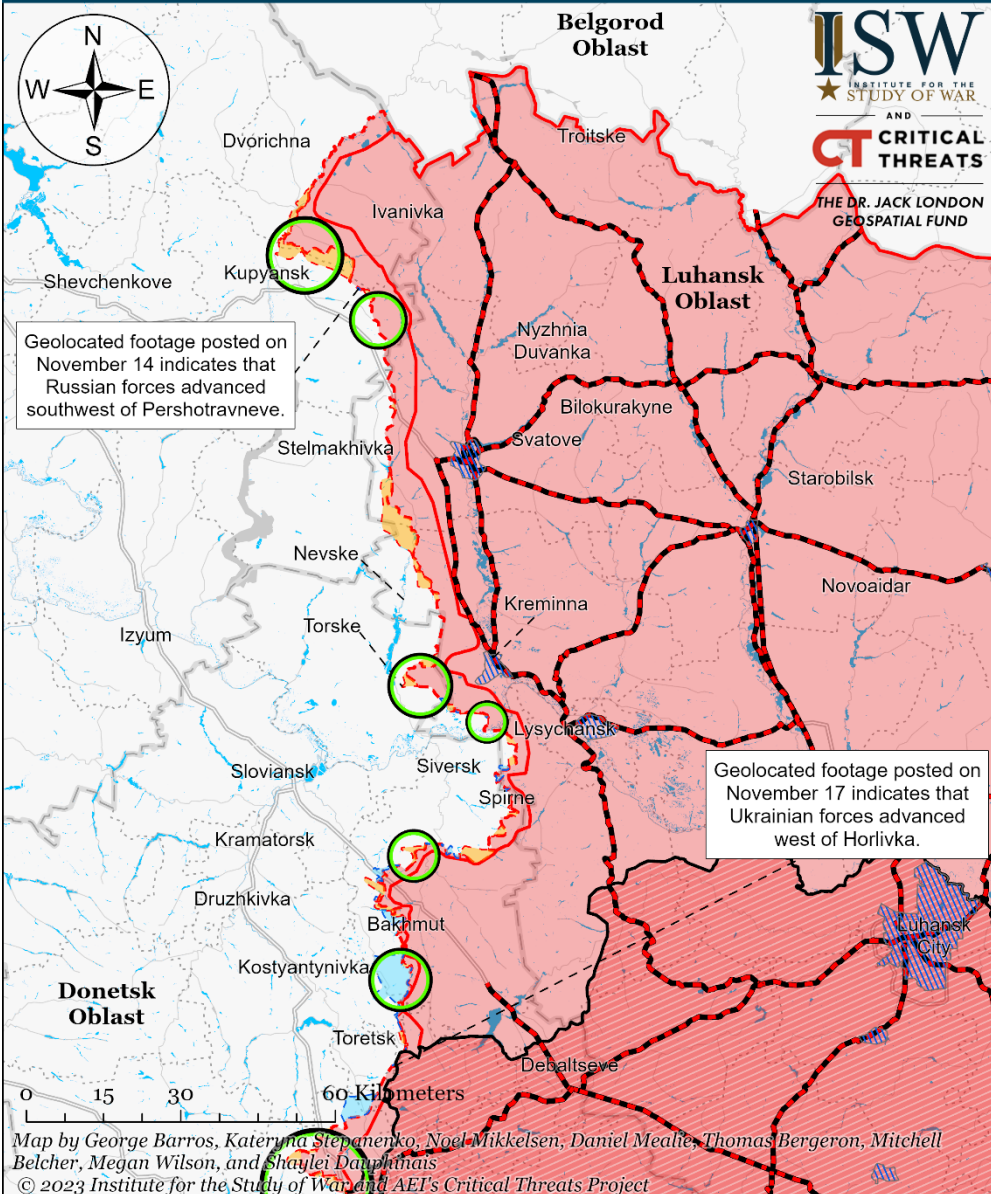 Belgorod
Oblast
ISW
INSTITUTE FOR THE
STUDY OF WAR
AND
CT CRITICAL
THREATS
THE DR. JACK LONDON
GEOSPATIAL FUND
N
W E
S
Dvorichna
Troitske
Ivanivka
Kupyansk
Shevchenkove
Luhansk
Oblast
Geolocated footage posted on
November 14 indicates that
Russian forces advanced
southwest of Pershotravneve.
Nyzhnia
Duvanka
Bilokurakyne
Svatove
Stelmakhivka
Starobilsk
Nevske
Novoaidar
Kreminna
Torske
Izyum
Lysychansk
Siversk
Sloviansk
Spirne
Geolocated footage posted on
November 17 indicates that
Ukrainian forces advanced
west of Horlivka.
Kramatorsk
Druzhkivka
Bakhmut
Luhansk
City
Kostyantynivka
Donetsk
Oblast
Toretsk
Debaltseve
0 15 30 60 Kilometers
Map by George Barros, Kateryna Stepanenko, Noel Mikkelsen, Daniel Mealie, Thomas Bergeron, Mitchell
Belcher, Megan Wilson, and Shaylei Dauphinais
© 2023 Institute for the Study of War and AEI's Critical Threats Project